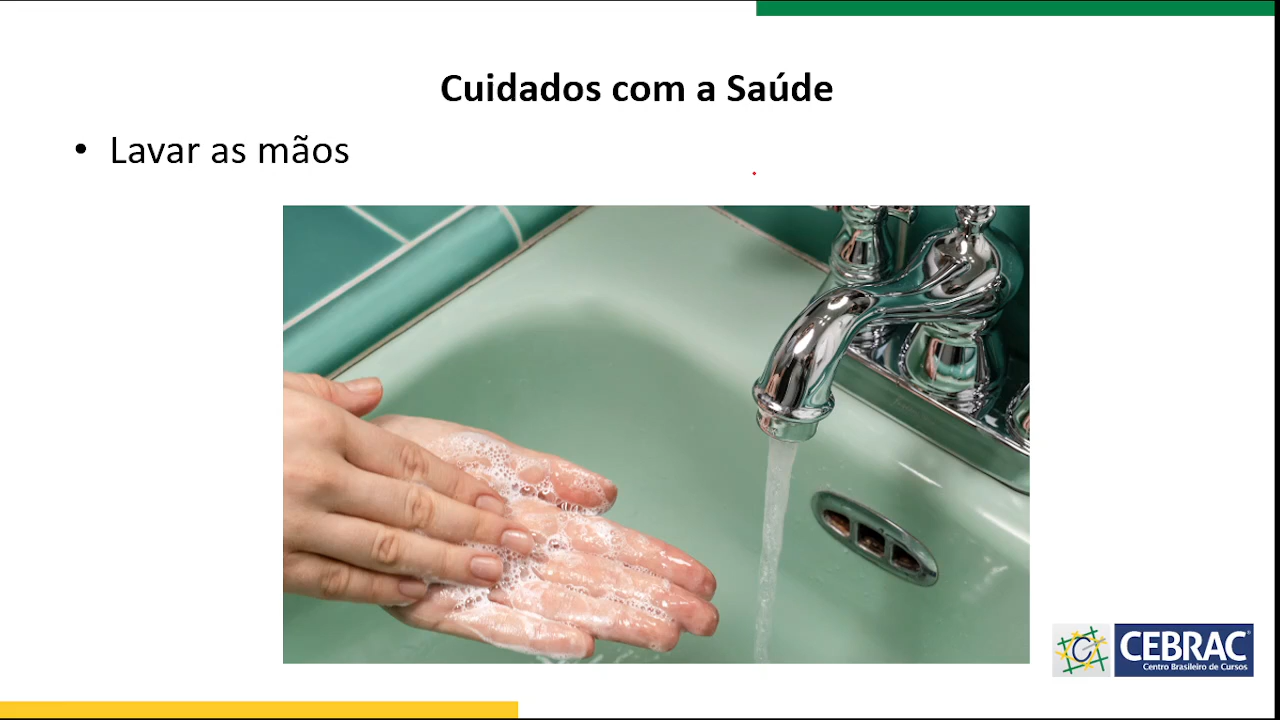 Cuidados com a Saúde
• Lavar as mãos
CEBRAC®
Centro Brasileiro de Cursos